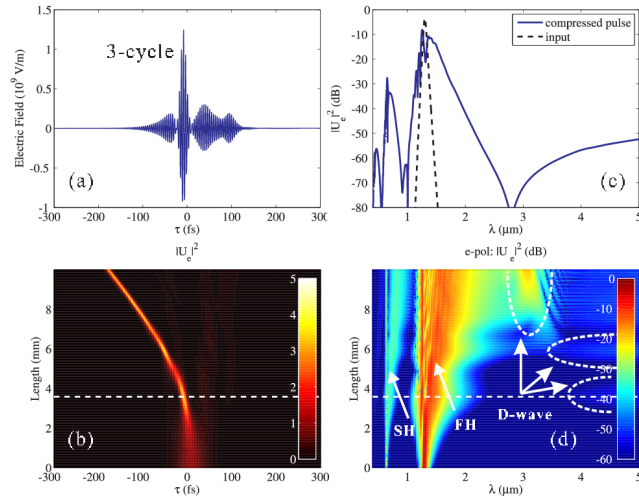 (a)
3-cycle
Electric Field (10⁹ V/m)
1.5
1
0.5
0
-0.5
-1
-300 -200 -100 0 100 200 300
τ (fs)
(c)
compressed pulse
input
|U_e|² (dB)
0
-10
-20
-30
-40
-50
-60
-70
-80
1 2 3 4 5
λ (μm)
|U_e|²
(b)
Length (mm)
8
6
4
2
0
-300 -200 -100 0 100 200 300
τ (fs)
5
4
3
2
1
0
e-pol: |U_e|² (dB)
(d)
Length (mm)
8
6
4
2
0
SH
FH
D-wave
1 2 3 4 5
λ (μm)
0
-10
-20
-30
-40
-50
-60